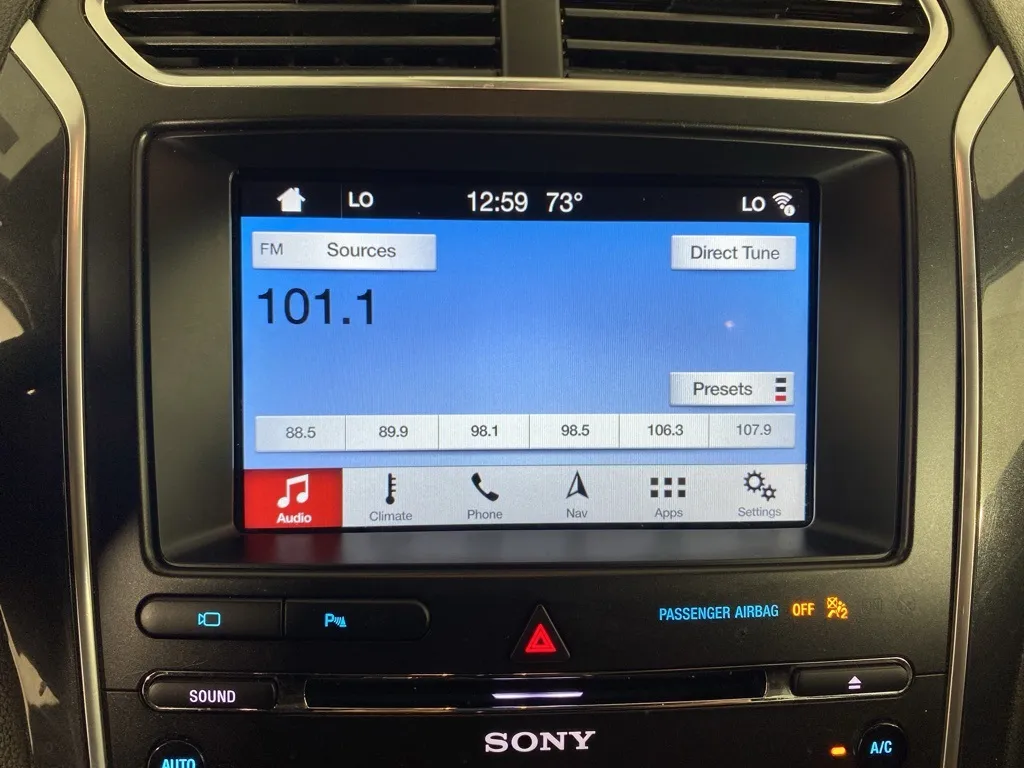 LO 12:59 73° LO
FM Sources Direct Tune
101.1
Presets
88.5 89.9 98.1 98.5 106.3 107.9
Audio Climate Phone Nav Apps Settings
P PASSENGER AIRBAG OFF 2
SOUND
SONY
AUTO A/C